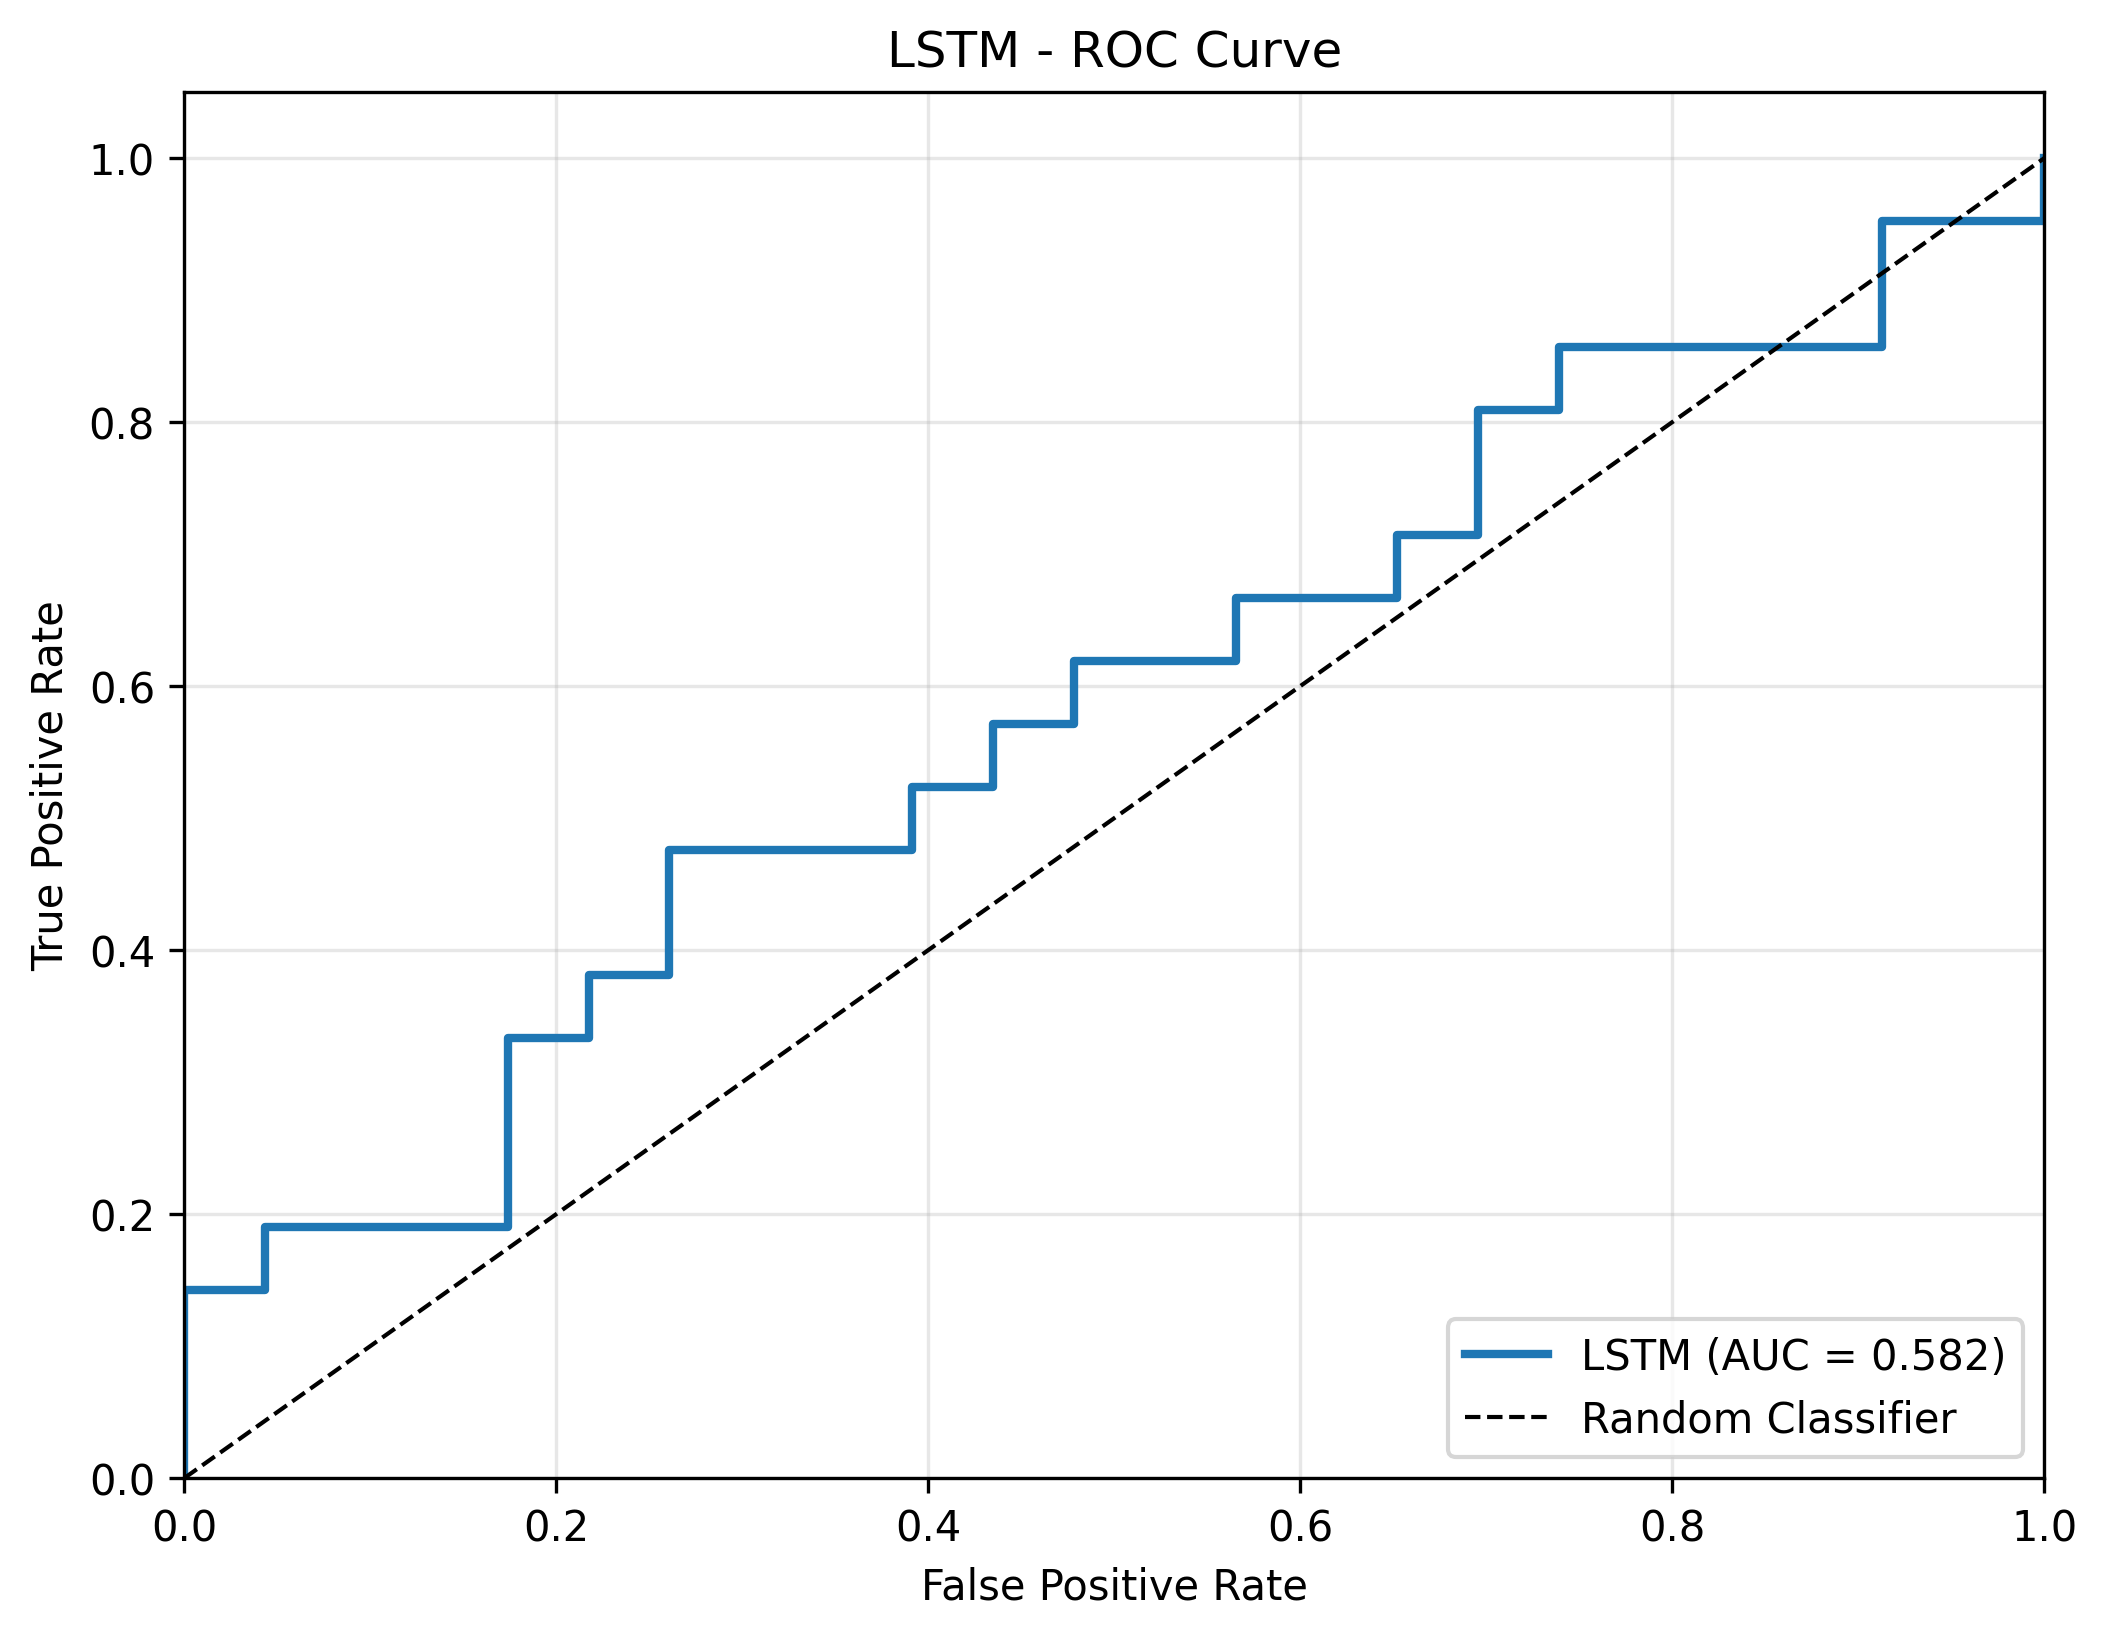 LSTM - ROC Curve
1.0
0.8
0.6
0.4
0.2
0.0
True Positive Rate
0.0 0.2 0.4 0.6 0.8 1.0
False Positive Rate
LSTM (AUC = 0.582)
Random Classifier